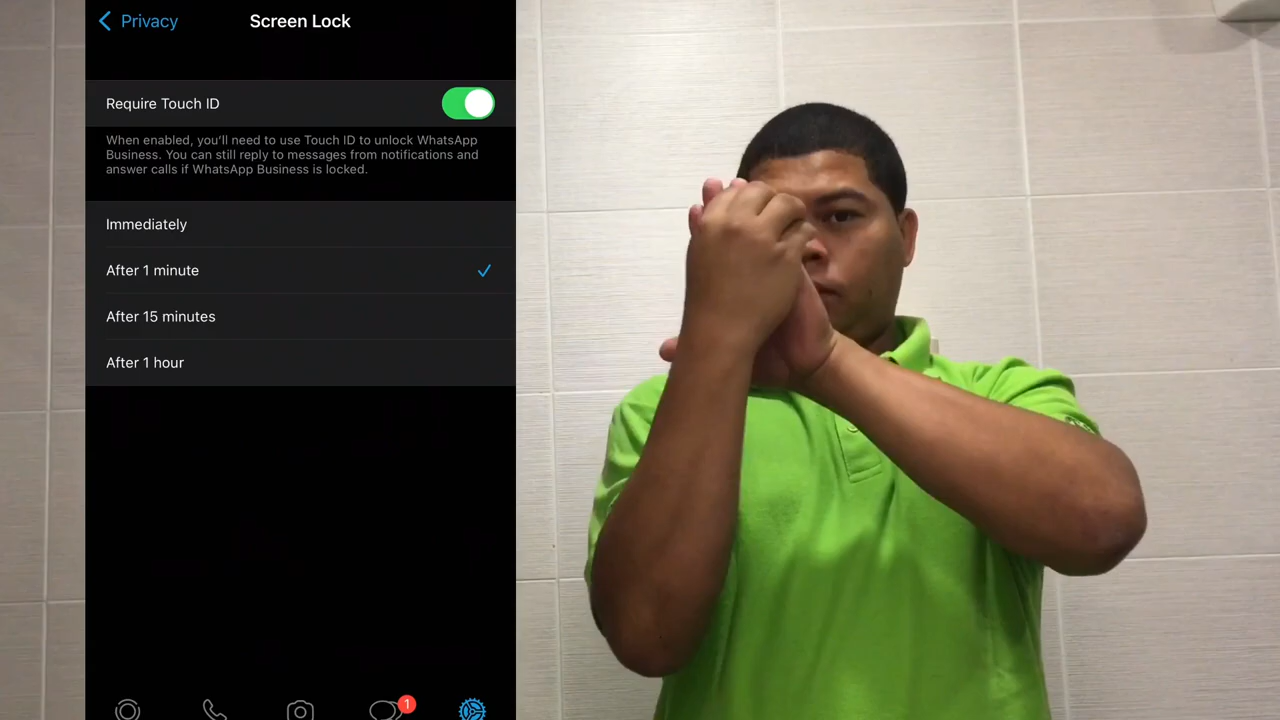 Privacy
Screen Lock
Require Touch ID
When enabled, you'll need to use Touch ID to unlock WhatsApp
Business. You can still reply to messages from notifications and
answer calls if WhatsApp Business is locked.
Immediately
After 1 minute
After 15 minutes
After 1 hour
1